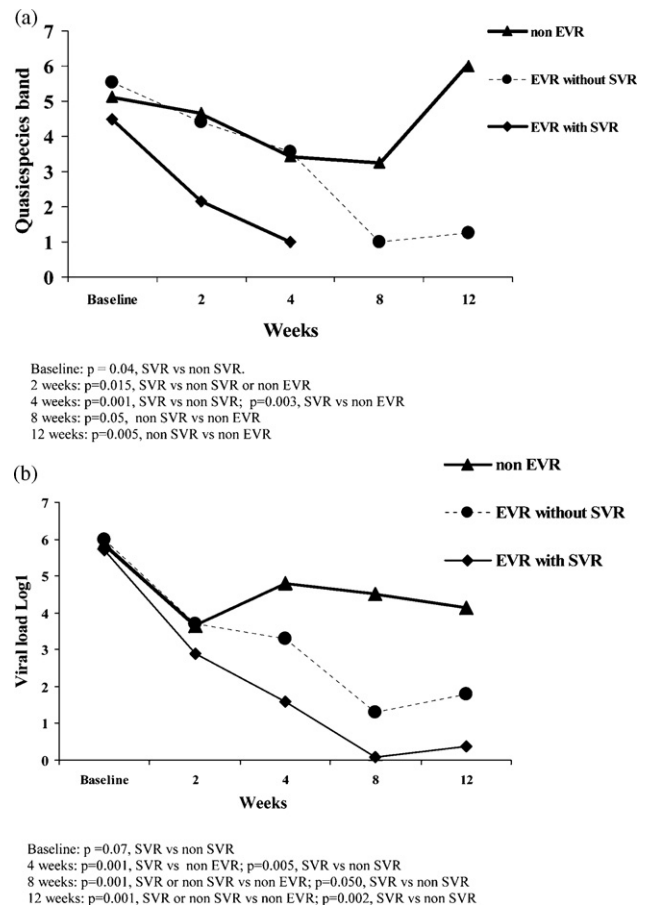 (a)
non EVR
EVR without SVR
EVR with SVR
Quasiespecies band
7
6
5
4
3
2
1
0
Baseline 2 4 8 12
Weeks
Baseline: p = 0.04, SVR vs non SVR.
2 weeks: p=0.015, SVR vs non SVR or non EVR
4 weeks: p=0.001, SVR vs non SVR; p=0.003, SVR vs non EVR
8 weeks: p=0.05, non SVR vs non EVR
12 weeks: p=0.005, non SVR vs non EVR
(b)
non EVR
EVR without SVR
EVR with SVR
Viral load Log1
7
6
5
4
3
2
1
0
Baseline 2 4 8 12
Weeks
Baseline: p =0.07, SVR vs non SVR
4 weeks: p=0.001, SVR vs non EVR; p=0.005, SVR vs non SVR
8 weeks: p=0.001, SVR or non SVR vs non EVR; p=0.050, SVR vs non SVR
12 weeks: p=0.001, SVR or non SVR vs non EVR; p=0.002, SVR vs non SVR